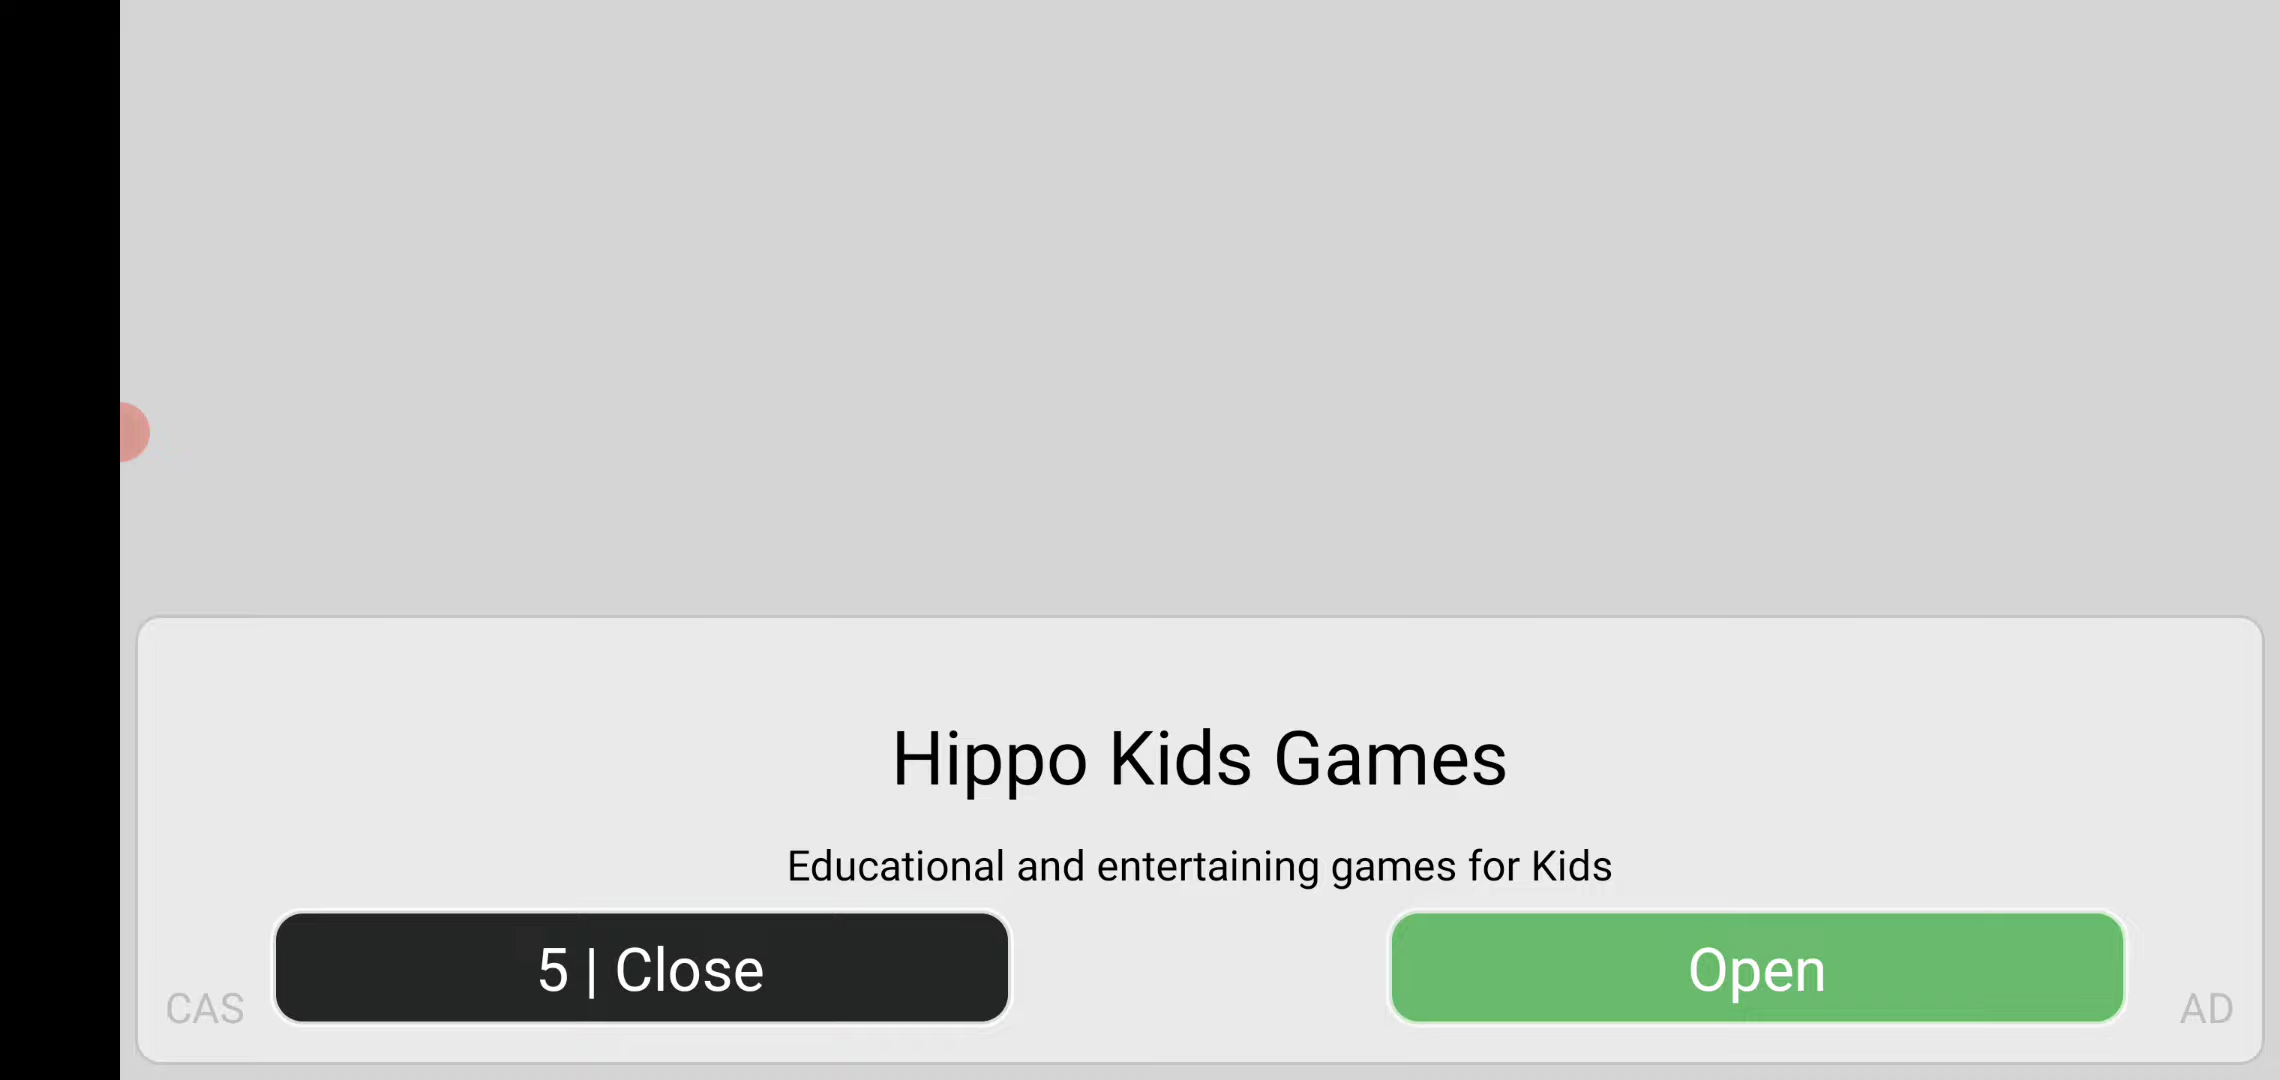 Hippo Kids Games
Educational and entertaining games for Kids
5 | Close
Open
CAS
AD